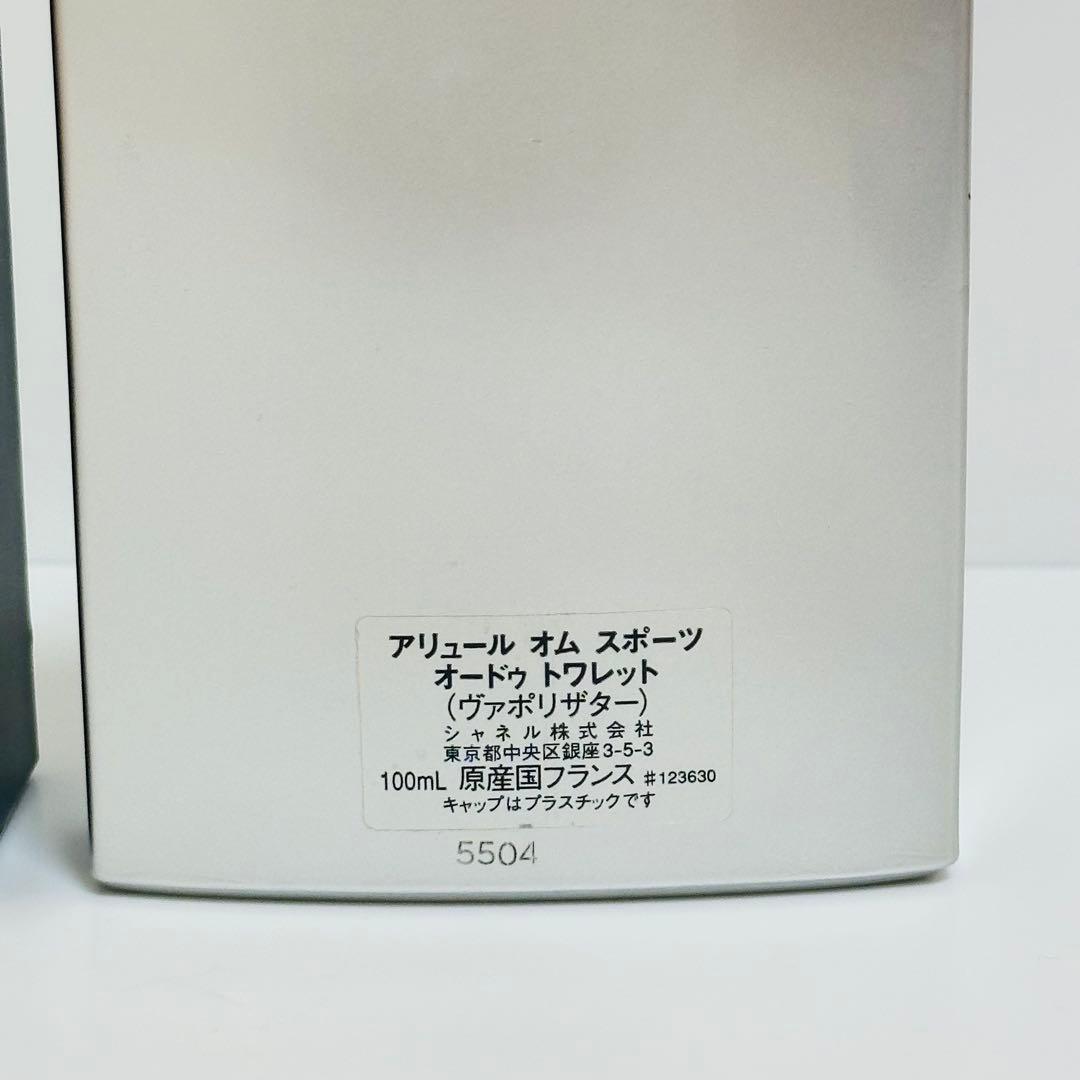 アリュール オム スポーツ
オードゥ トワレット
(ヴァポリザター)
シャネル株式会社
東京都中央区銀座3-5-3
100mL 原産国フランス #123630
キャップはプラスチックです
5504